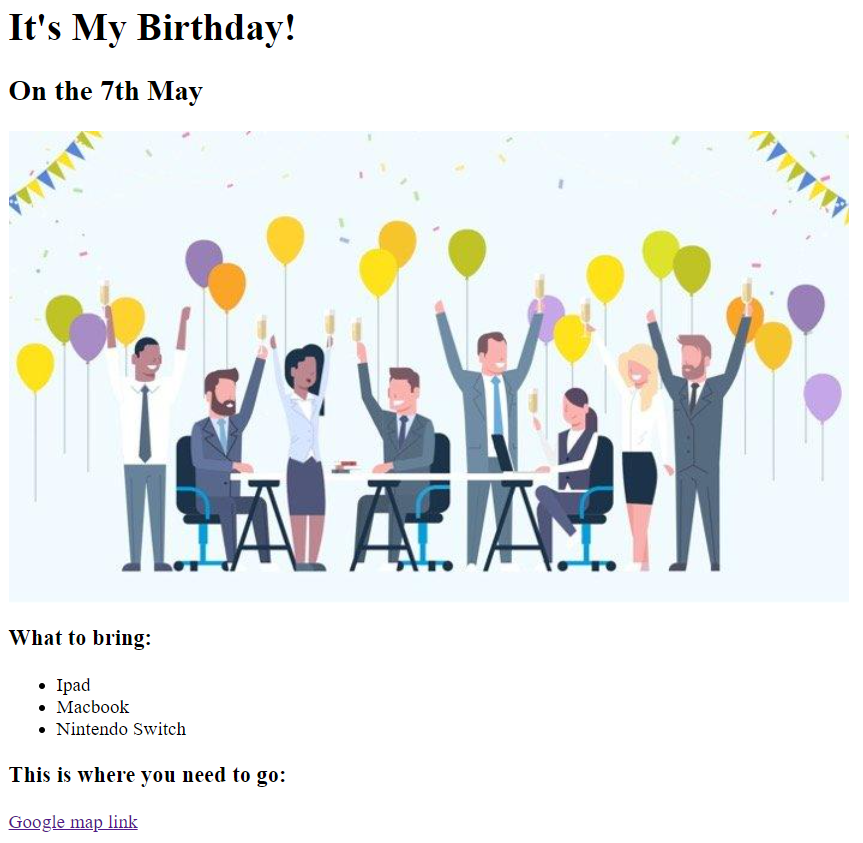 It's My Birthday!
On the 7th May
What to bring:
Ipad
Macbook
Nintendo Switch
This is where you need to go:
Google map link